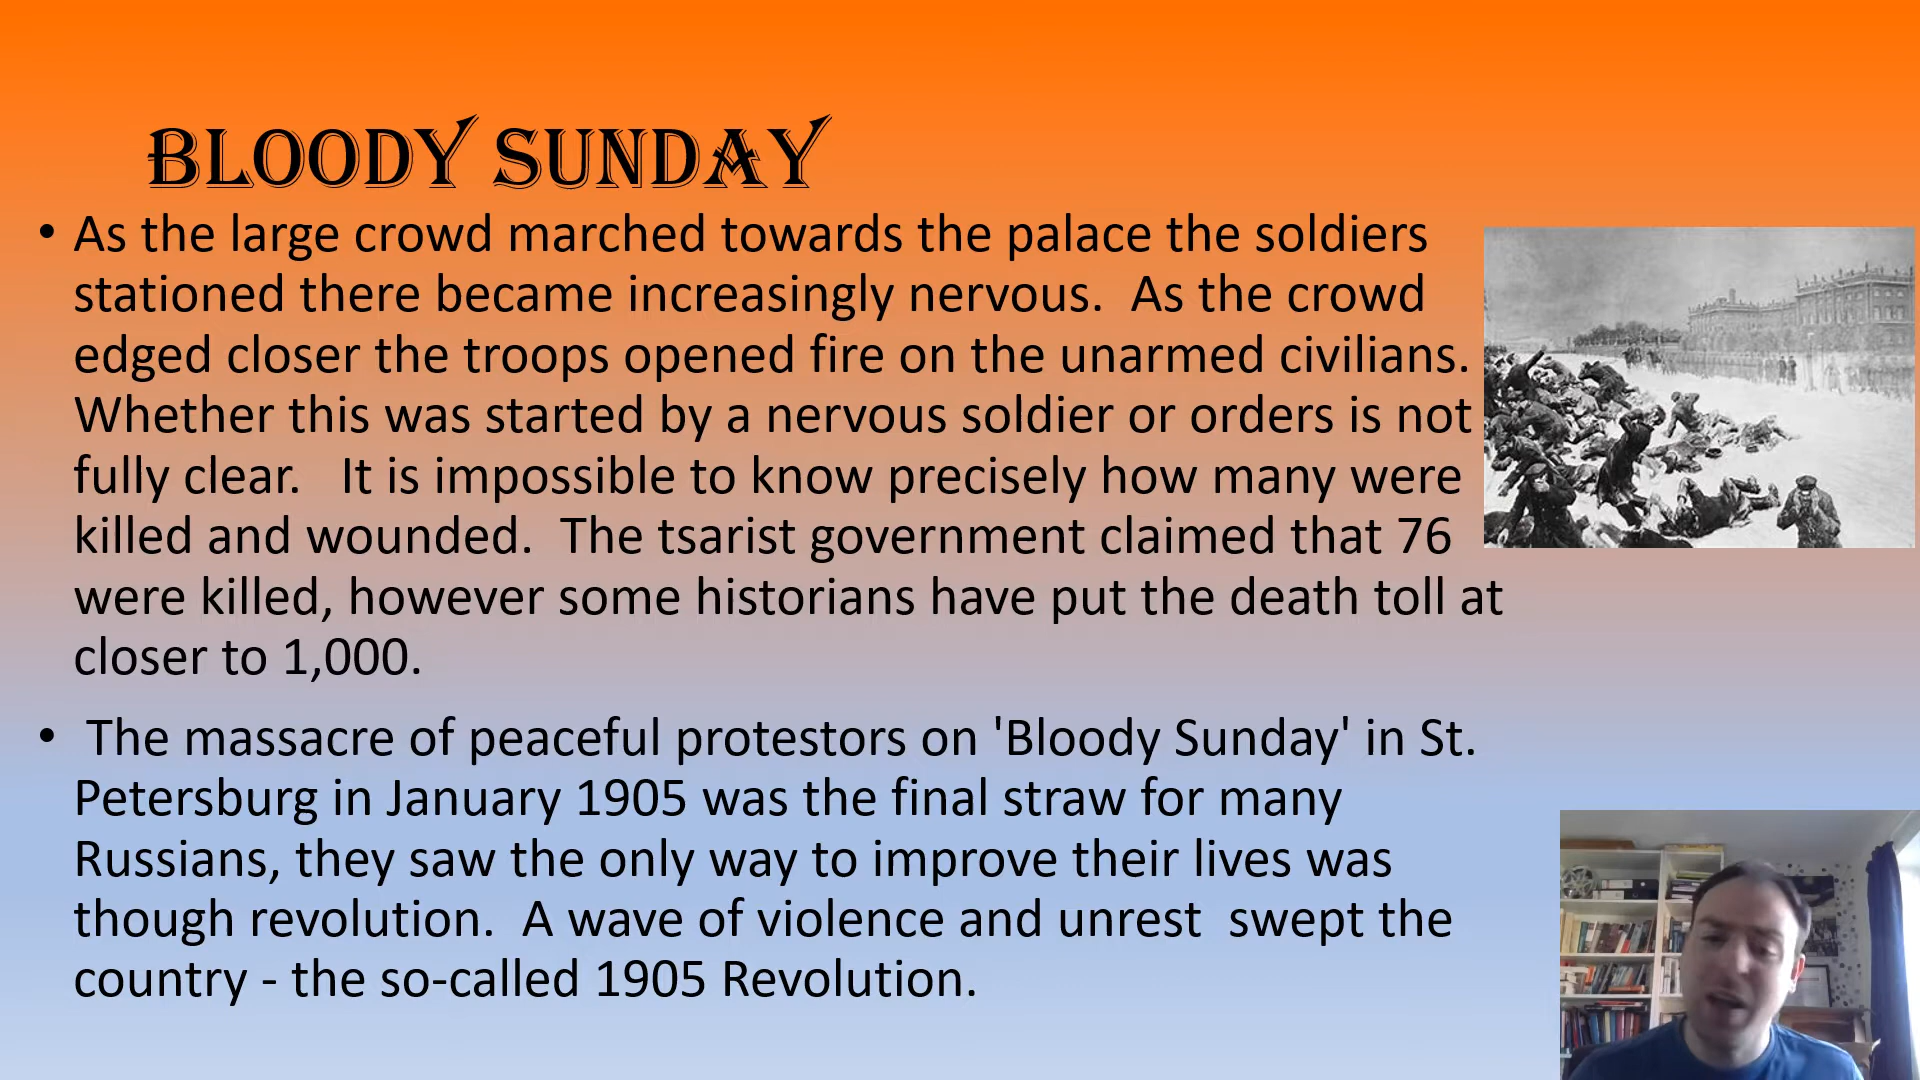 BLOODY SUNDAY
• As the large crowd marched towards the palace the soldiers
stationed there became increasingly nervous.  As the crowd
edged closer the troops opened fire on the unarmed civilians.
Whether this was started by a nervous soldier or orders is not
fully clear.   It is impossible to know precisely how many were
killed and wounded.  The tsarist government claimed that 76
were killed, however some historians have put the death toll at
closer to 1,000.
•  The massacre of peaceful protestors on 'Bloody Sunday' in St.
Petersburg in January 1905 was the final straw for many
Russians, they saw the only way to improve their lives was
though revolution.  A wave of violence and unrest  swept the
country - the so-called 1905 Revolution.